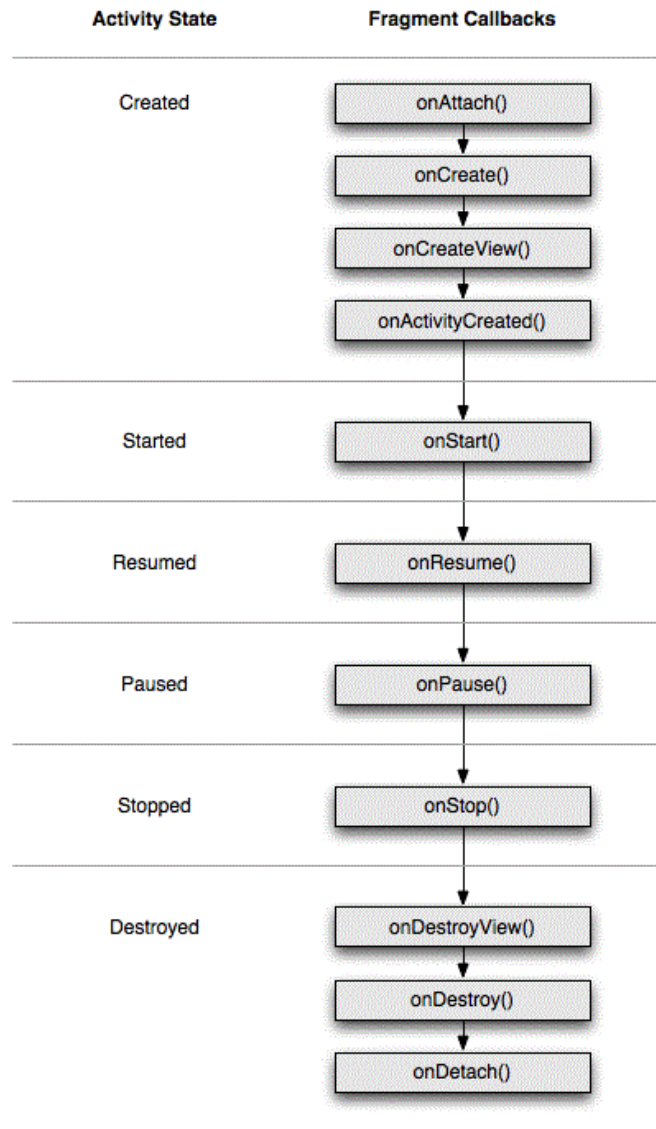 Activity State Fragment Callbacks
Created onAttach()
onCreate()
onCreateView()
onActivityCreated()
Started onStart()
Resumed onResume()
Paused onPause()
Stopped onStop()
Destroyed onDestroyView()
onDestroy()
onDetach()